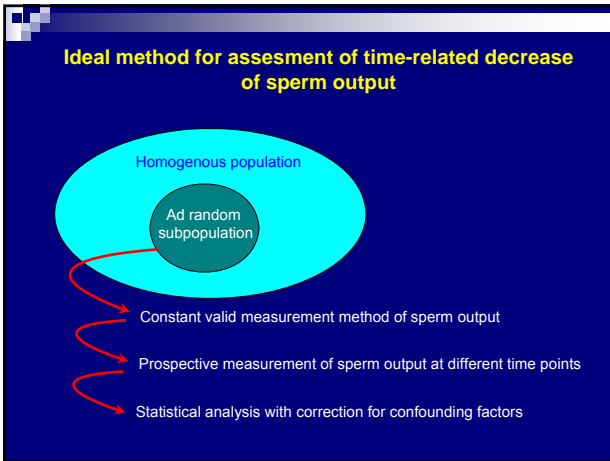 Ideal method for assesment of time-related decrease
of sperm output
Homogenous population
Ad random
subpopulation
Constant valid measurement method of sperm output
Prospective measurement of sperm output at different time points
Statistical analysis with correction for confounding factors